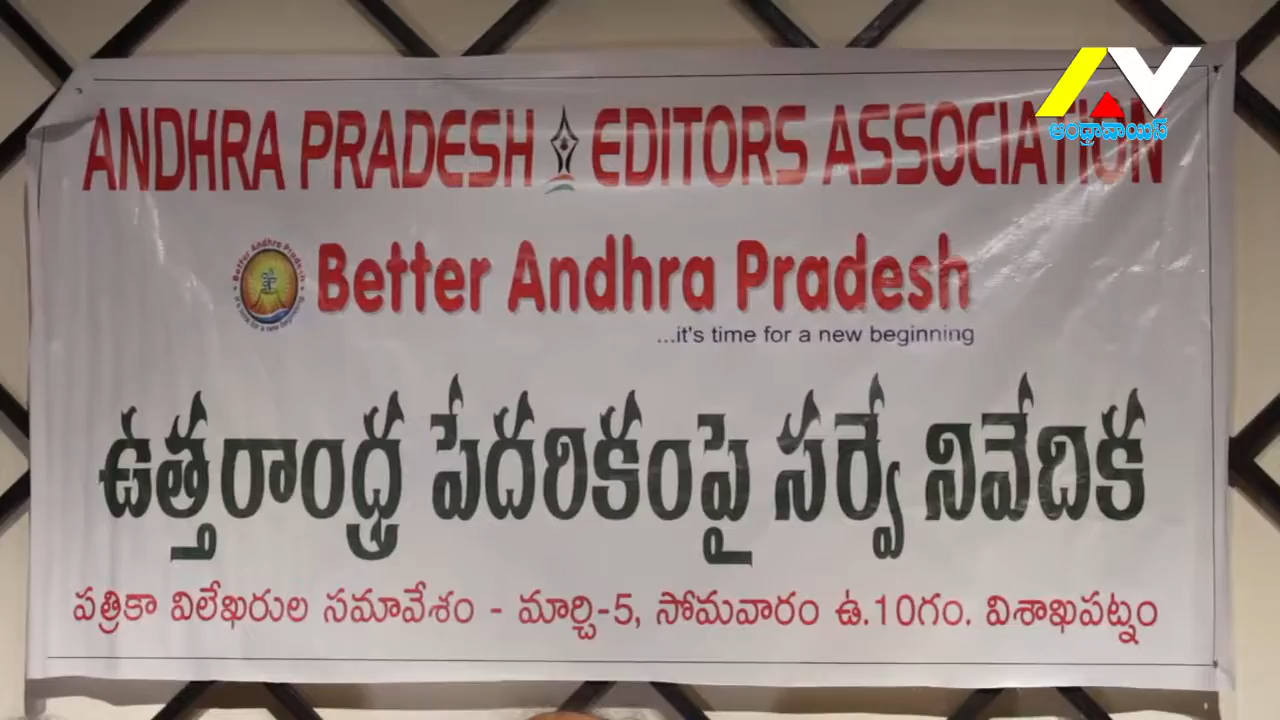 ఆంధ్రావాయిస్
ANDHRA PRADESH EDITORS ASSOCIATION
Better Andhra Pradesh
...it's time for a new beginning
ఉత్తరాంధ్ర పేదరికంపై సర్వే నివేదిక
పత్రికా విలేఖరుల సమావేశం - మార్చి-5, సోమవారం ఉ.10గం. విశాఖపట్నం